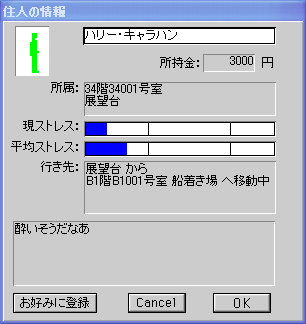 住人の情報
ハリー・キャラハン
所持金: 3000 円
所属: 34階34001号室
展望台
現ストレス:
平均ストレス:
行き先: 展望台 から
B1階B1001号室 船着き場 へ移動中
酔いそうだなあ
お好みに登録 Cancel OK